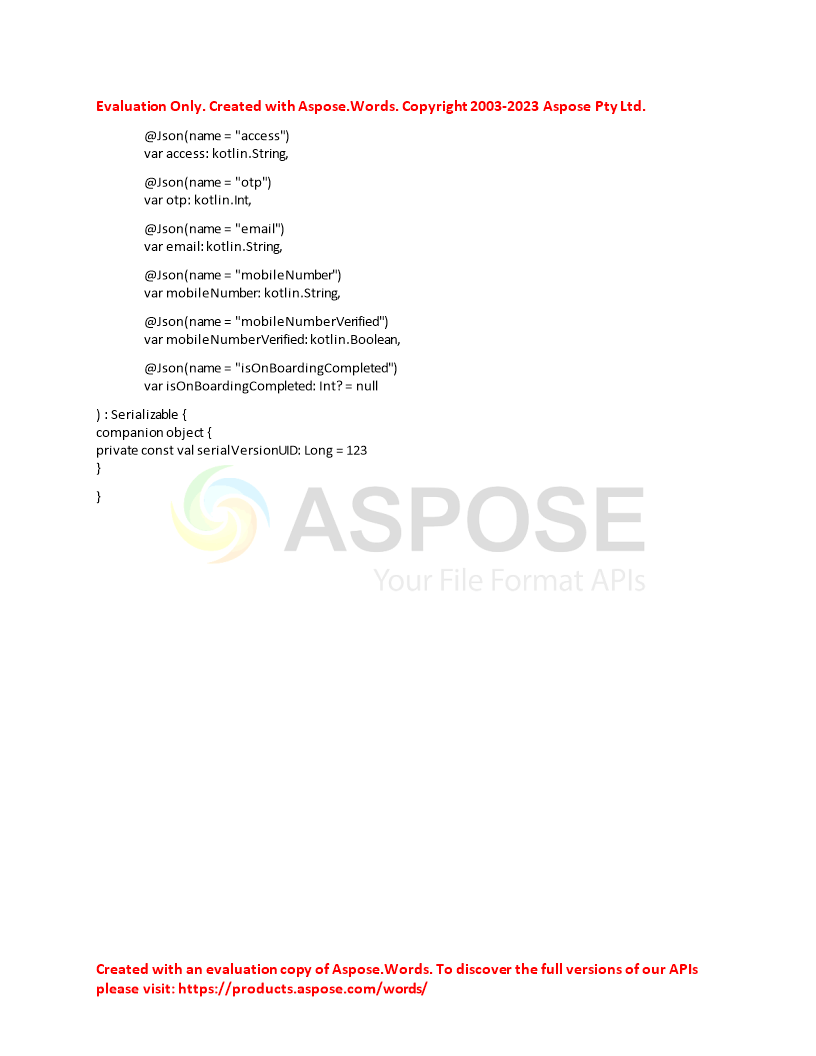 Evaluation Only. Created with Aspose.Words. Copyright 2003-2023 Aspose Pty Ltd.
@Json(name = "access")
var access: kotlin.String,
@Json(name = "otp")
var otp: kotlin.Int,
@Json(name = "email")
var email: kotlin.String,
@Json(name = "mobileNumber")
var mobileNumber: kotlin.String,
@Json(name = "mobileNumberVerified")
var mobileNumberVerified: kotlin.Boolean,
@Json(name = "isOnBoardingCompleted")
var isOnBoardingCompleted: Int? = null
) : Serializable {
companion object {
private const val serialVersionUID: Long = 123
}
}
ASPOSE
Your File Format APIs
Created with an evaluation copy of Aspose.Words. To discover the full versions of our APIs
please visit: https://products.aspose.com/words/